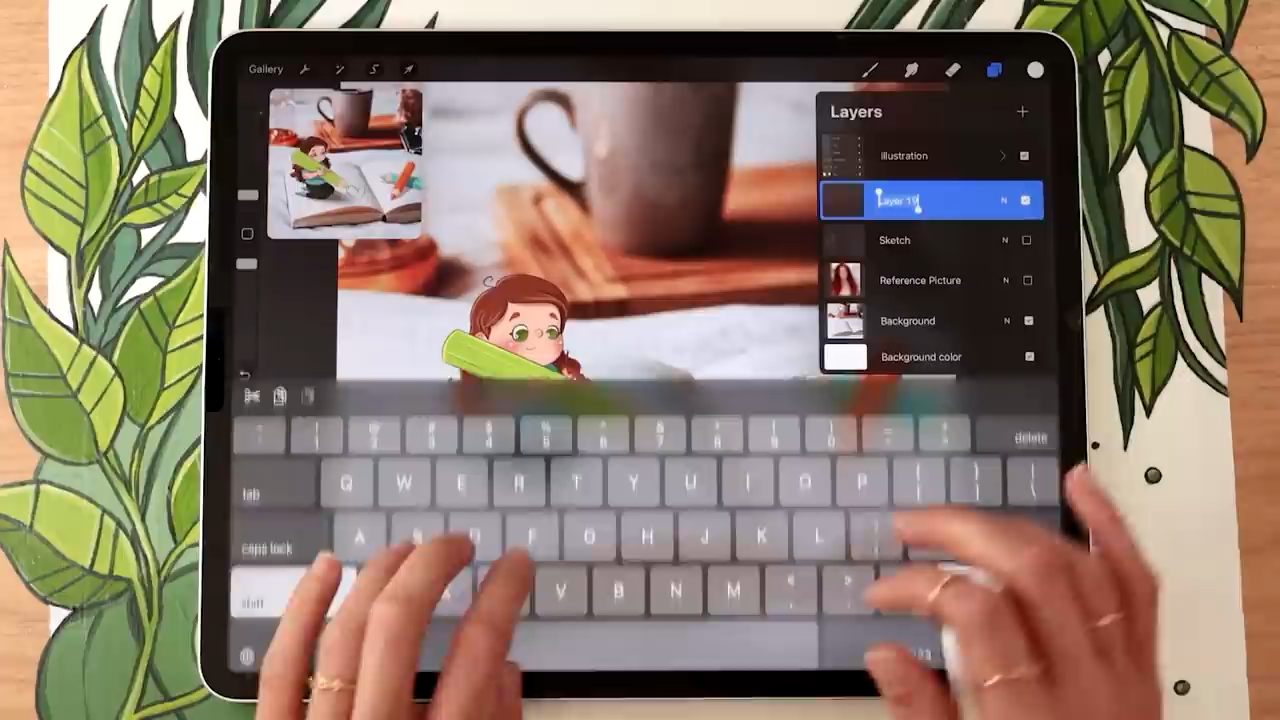 Gallery
Layers
Illustration
Layer 19 N
Sketch N
Reference Picture N
Background N
Background color
delete
tab Q W E R T Y U I O P
caps lock A S D F G H J K L
shift X V B N M